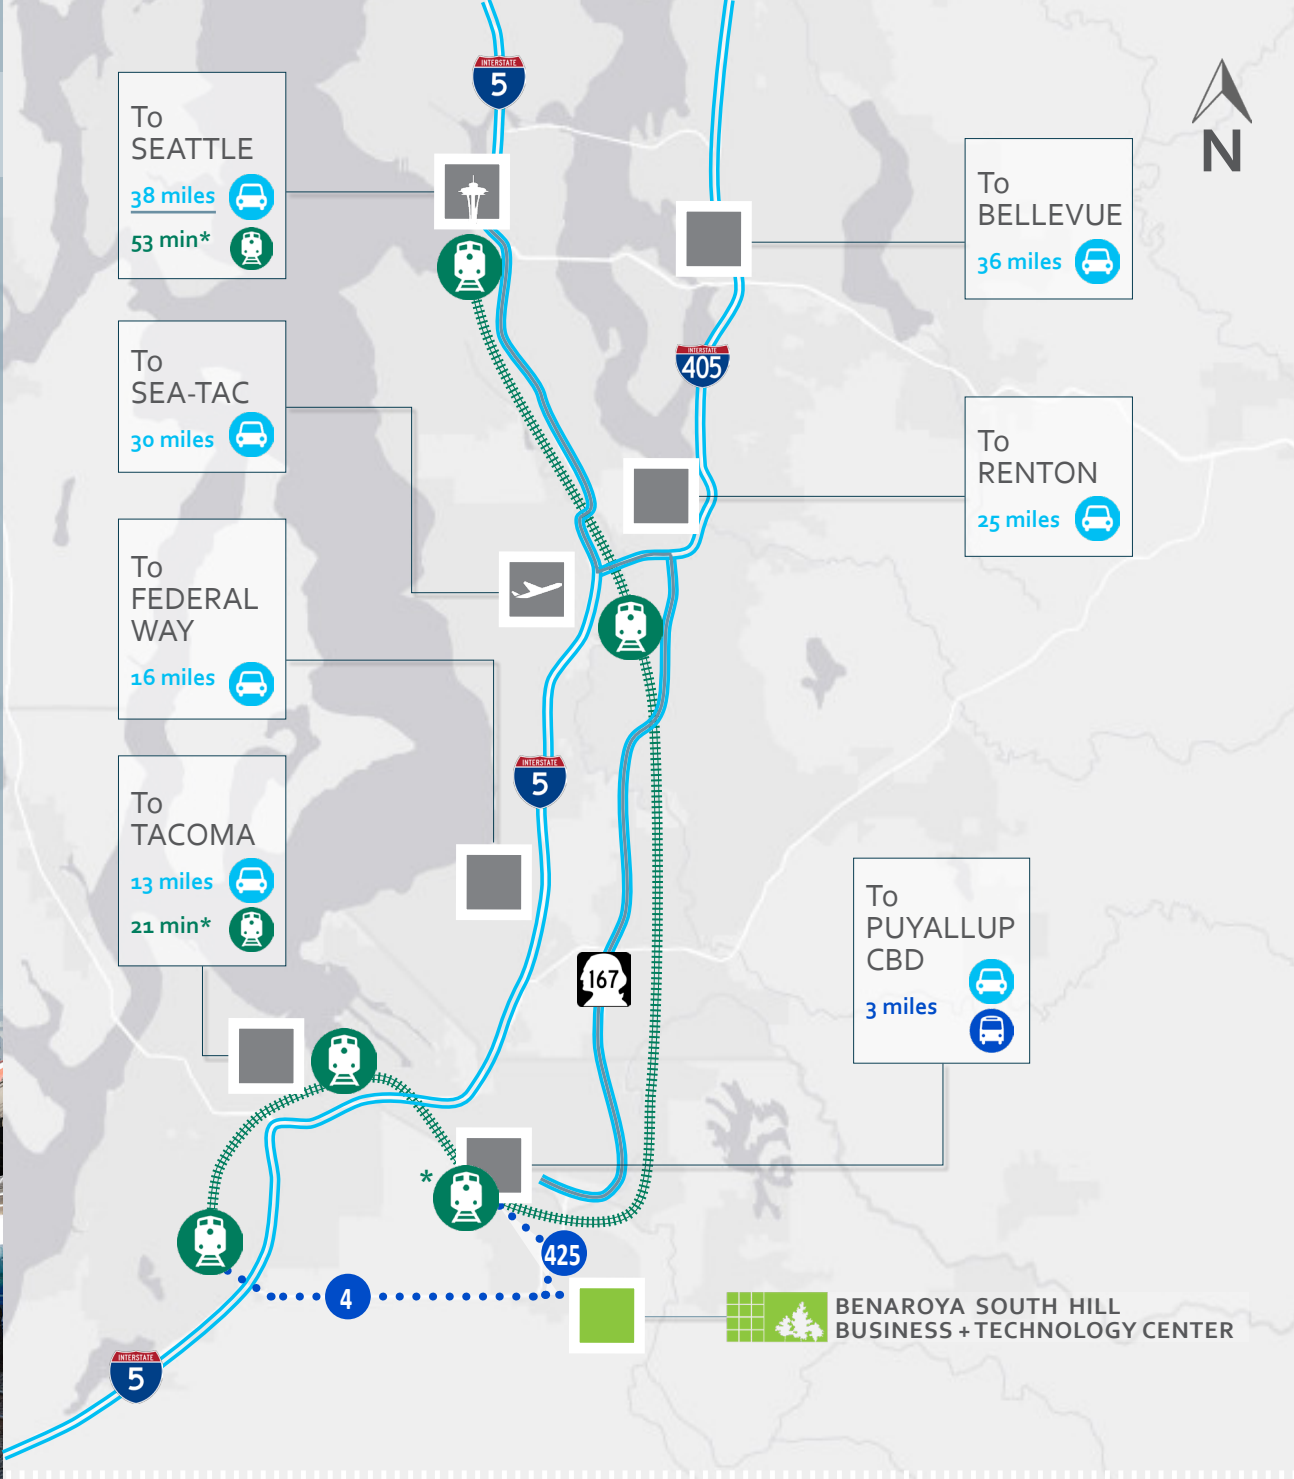 INTERSTATE
5
N
To
SEATTLE
38 miles
53 min*
To
BELLEVUE
36 miles
INTERSTATE
405
To
SEA-TAC
30 miles
To
RENTON
25 miles
To
FEDERAL
WAY
16 miles
INTERSTATE
5
To
TACOMA
13 miles
21 min*
To
PUYALLUP
CBD
3 miles
167
*
425
4
BENAROYA SOUTH HILL
BUSINESS + TECHNOLOGY CENTER
INTERSTATE
5